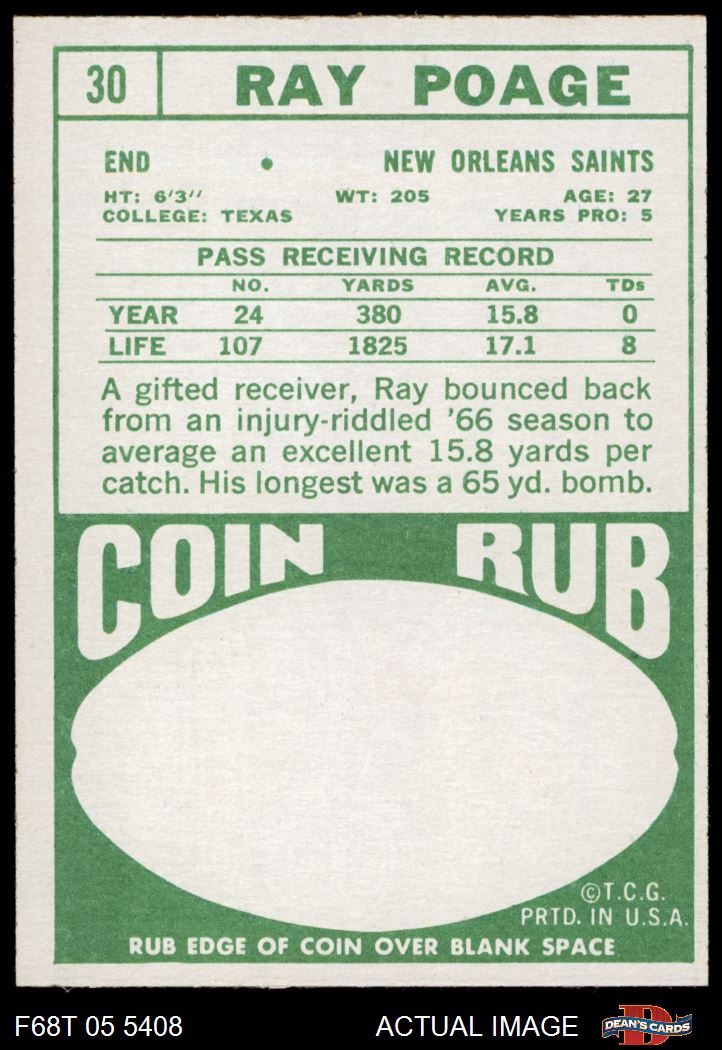 30 RAY POAGE
END • NEW ORLEANS SAINTS
HT: 6'3" WT: 205 AGE: 27
COLLEGE: TEXAS YEARS PRO: 5
PASS RECEIVING RECORD
NO. YARDS AVG. TDs
YEAR 24 380 15.8 0
LIFE 107 1825 17.1 8
A gifted receiver, Ray bounced back
from an injury-riddled '66 season to
average an excellent 15.8 yards per
catch. His longest was a 65 yd. bomb.
COIN RUB
©T.C.G.
PRTD. IN U.S.A.
RUB EDGE OF COIN OVER BLANK SPACE
F68T 05 5408 ACTUAL IMAGE D DEAN'S CARDS